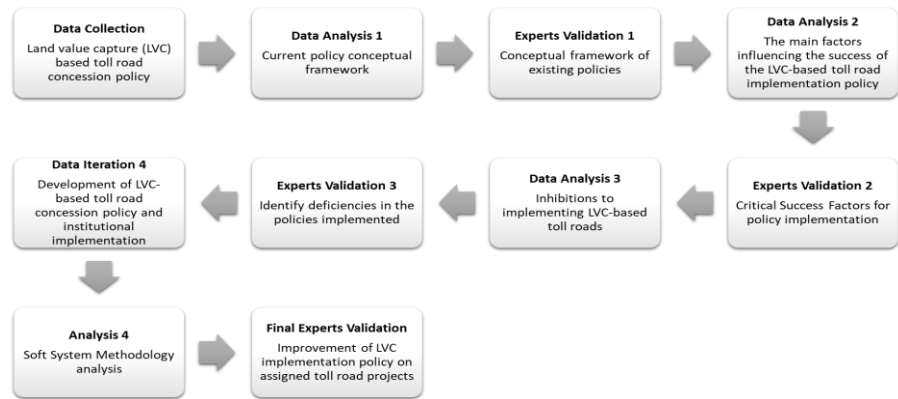 Data Collection
Land value capture (LVC)
based toll road
concession policy
Data Analysis 1
Current policy conceptual
framework
Experts Validation 1
Conceptual framework of
existing policies
Data Analysis 2
The main factors
influencing the success of
the LVC-based toll road
implementation policy
Experts Validation 2
Critical Success Factors for
policy implementation
Data Analysis 3
Inhibitions to
implementing LVC-based
toll roads
Experts Validation 3
Identify deficiencies in the
policies implemented
Data Iteration 4
Development of LVC-
based toll road
concession policy and
institutional
implementation
Analysis 4
Soft System Methodology
analysis
Final Experts Validation
Improvement of LVC
implementation policy on
assigned toll road projects